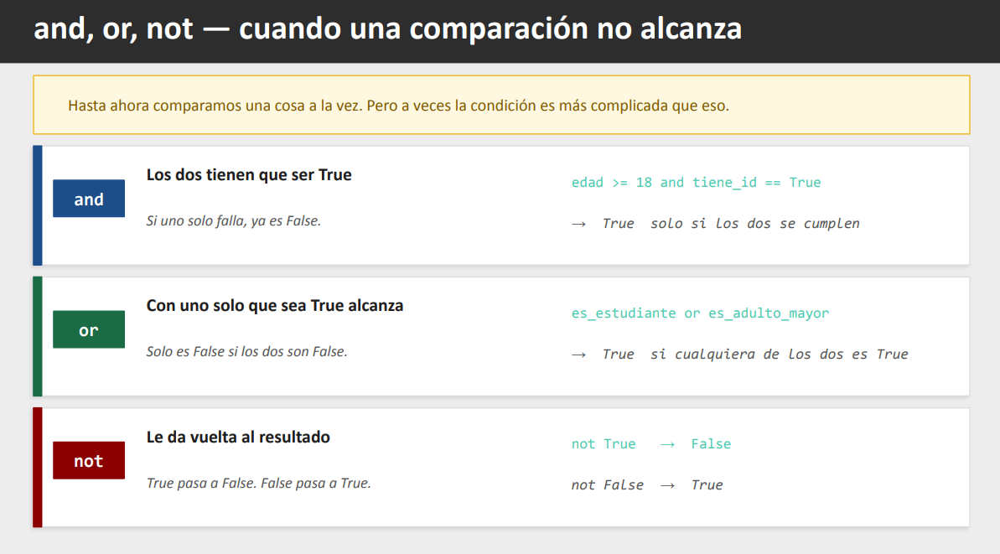 and, or, not — cuando una comparación no alcanza
Hasta ahora comparamos una cosa a la vez. Pero a veces la condición es más complicada que eso.
and
Los dos tienen que ser True
Si uno solo falla, ya es False.
edad >= 18 and tiene_id == True
→ True solo si los dos se cumplen
or
Con uno solo que sea True alcanza
Solo es False si los dos son False.
es_estudiante or es_adulto_mayor
→ True si cualquiera de los dos es True
not
Le da vuelta al resultado
True pasa a False. False pasa a True.
not True → False
not False → True